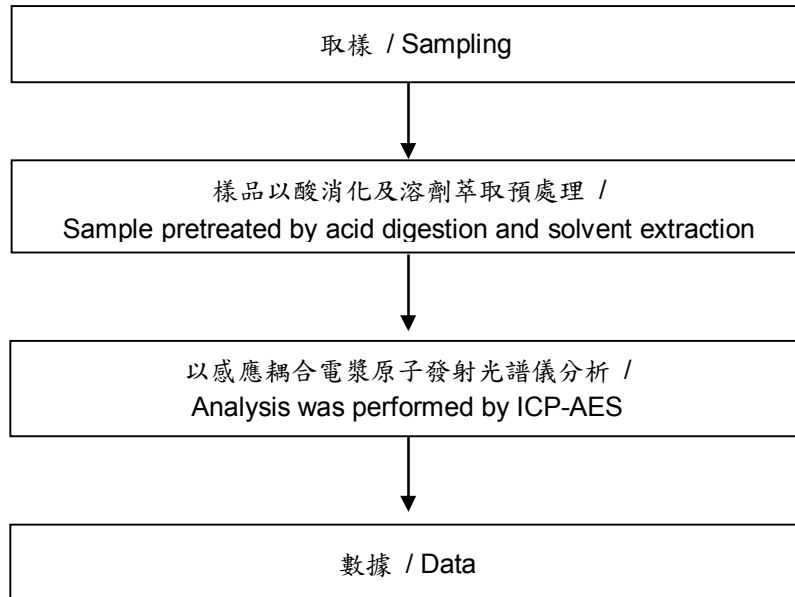 取樣 / Sampling
樣品以酸消化及溶劑萃取預處理 /
Sample pretreated by acid digestion and solvent extraction
以感應耦合電漿原子發射光譜儀分析 /
Analysis was performed by ICP-AES
數據 / Data